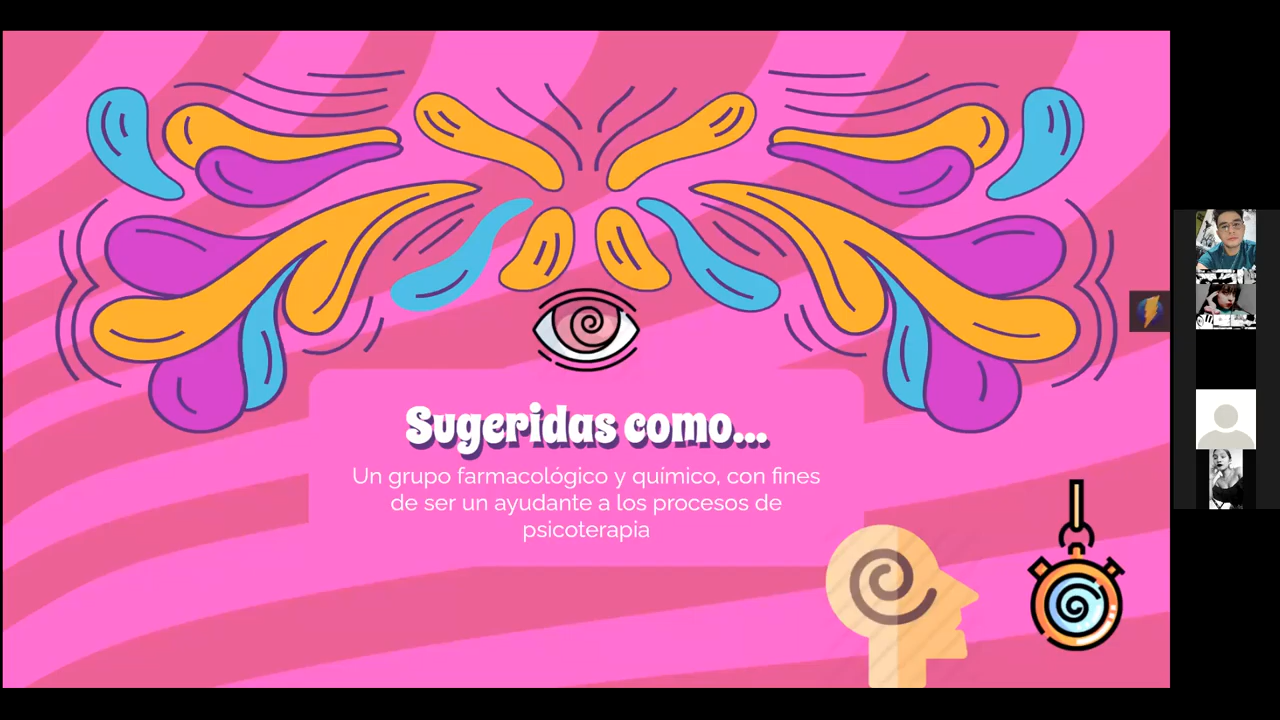 Sugeridas como...
Un grupo farmacológico y químico, con fines
de ser un ayudante a los procesos de
psicoterapia